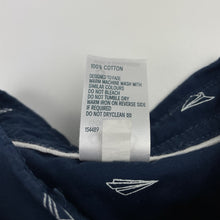 100% COTTON
DESIGNED TO FADE
WARM MACHINE WASH WITH
SIMILAR COLOURS
DO NOT BLEACH
DO NOT TUMBLE DRY
WARM IRON ON REVERSE SIDE
IF REQUIRED
DO NOT DRYCLEAN
154489